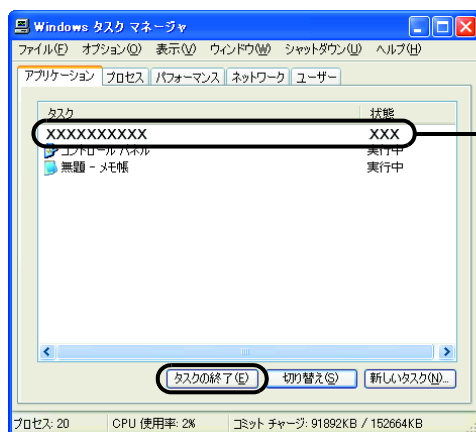 Windows タスク マネージャ
ファイル(F) オプション(O) 表示(V) ウィンドウ(W) シャットダウン(U) ヘルプ(H)
アプリケーション プロセス パフォーマンス ネットワーク ユーザー
タスク 状態
XXXXXXXXXX XXX
コントロール パネル 実行中
無題 - メモ帳 実行中
タスクの終了(E) 切り替え(S) 新しいタスク(N)...
プロセス: 20 CPU 使用率: 2% コミット チャージ: 91892KB / 152664KB